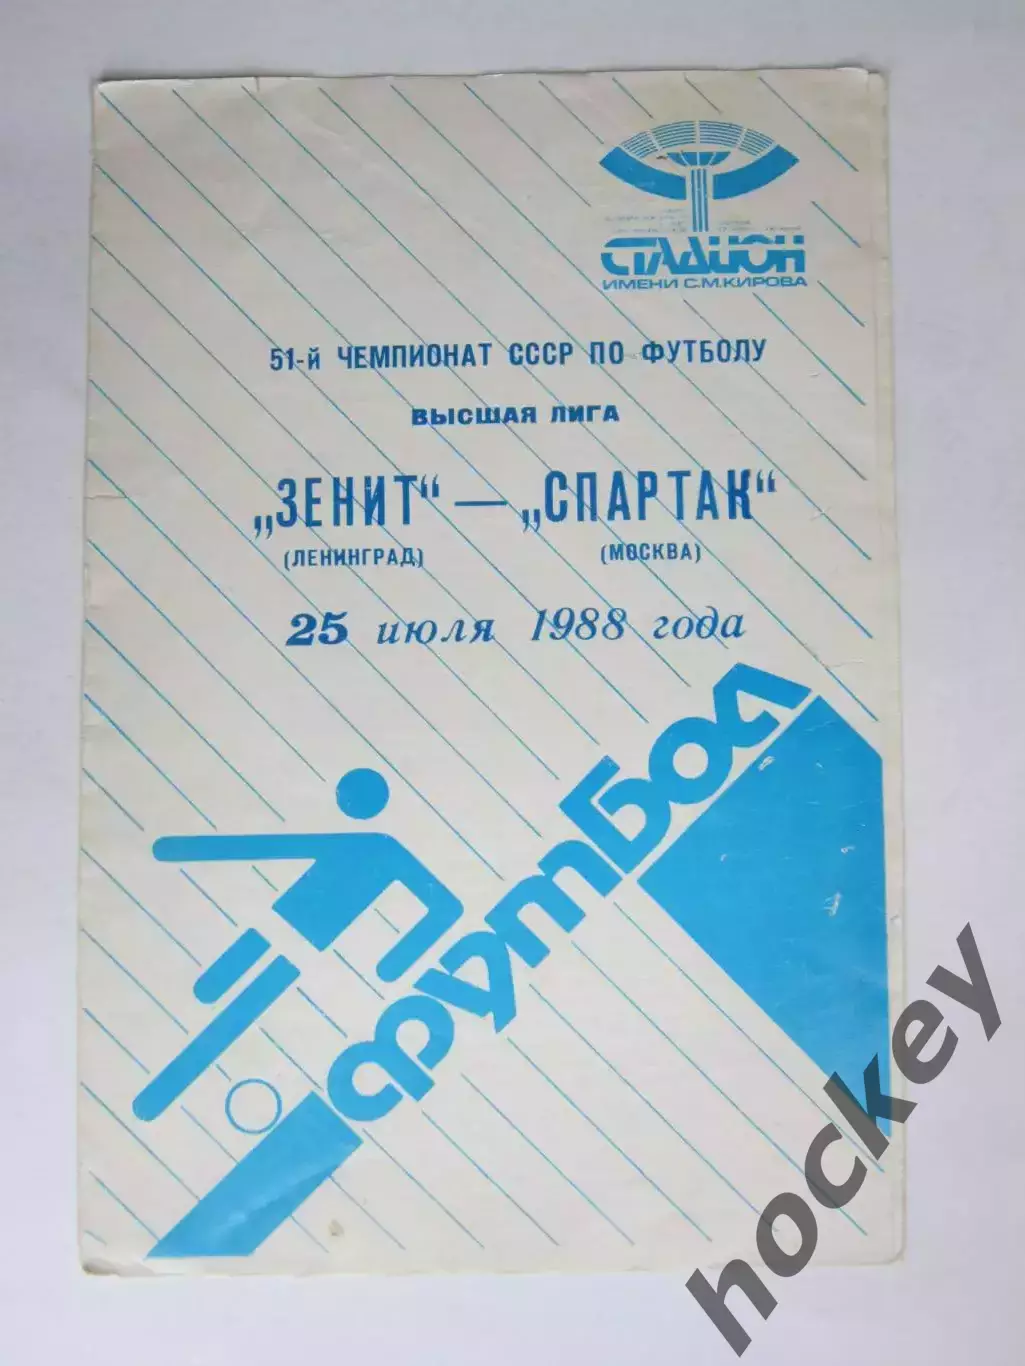 СТАДИОН
ИМЕНИ С.М.КИРОВА
51-й ЧЕМПИОНАТ СССР ПО ФУТБОЛУ
ВЫСШАЯ ЛИГА
„ЗЕНИТ“ — „СПАРТАК“
(ЛЕНИНГРАД) (МОСКВА)
25 июля 1988 года
футбол
hockey